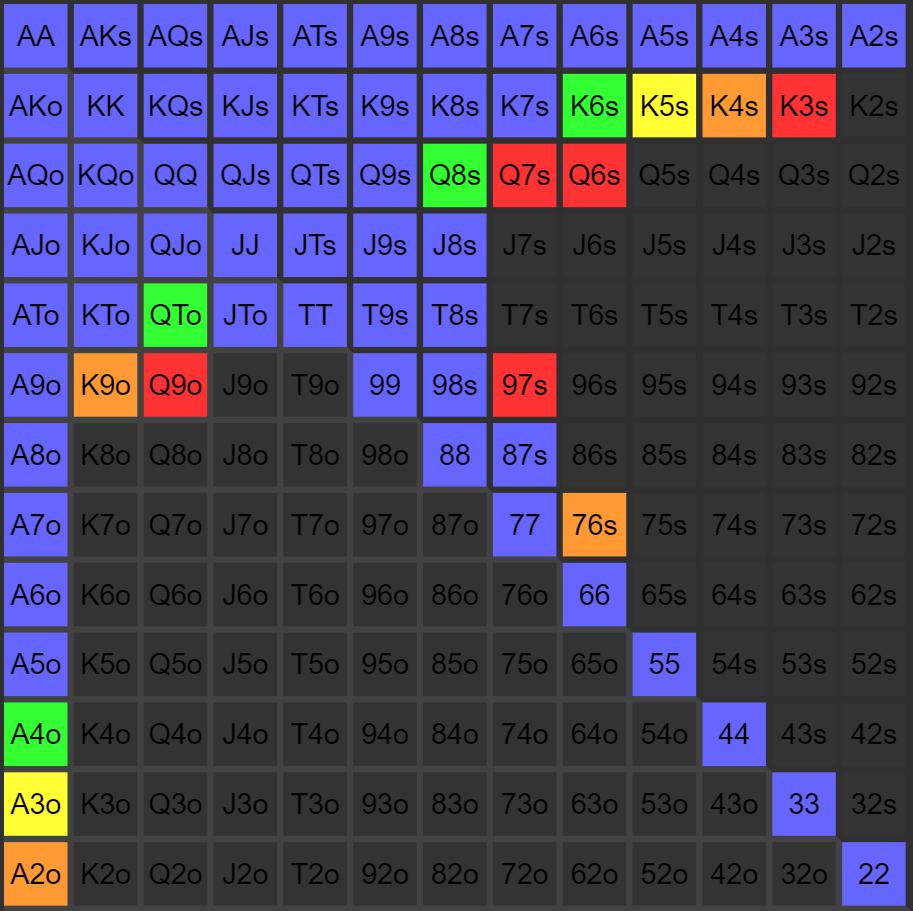 AA AKs AQs AJs ATs A9s A8s A7s A6s A5s A4s A3s A2s
AKo KK KQs KJs KTs K9s K8s K7s K6s K5s K4s K3s K2s
AQo KQo QQ QJs QTs Q9s Q8s Q7s Q6s Q5s Q4s Q3s Q2s
AJo KJo QJo JJ JTs J9s J8s J7s J6s J5s J4s J3s J2s
ATo KTo QTo JTo TT T9s T8s T7s T6s T5s T4s T3s T2s
A9o K9o Q9o J9o T9o 99 98s 97s 96s 95s 94s 93s 92s
A8o K8o Q8o J8o T8o 98o 88 87s 86s 85s 84s 83s 82s
A7o K7o Q7o J7o T7o 97o 87o 77 76s 75s 74s 73s 72s
A6o K6o Q6o J6o T6o 96o 86o 76o 66 65s 64s 63s 62s
A5o K5o Q5o J5o T5o 95o 85o 75o 65o 55 54s 53s 52s
A4o K4o Q4o J4o T4o 94o 84o 74o 64o 54o 44 43s 42s
A3o K3o Q3o J3o T3o 93o 83o 73o 63o 53o 43o 33 32s
A2o K2o Q2o J2o T2o 92o 82o 72o 62o 52o 42o 32o 22